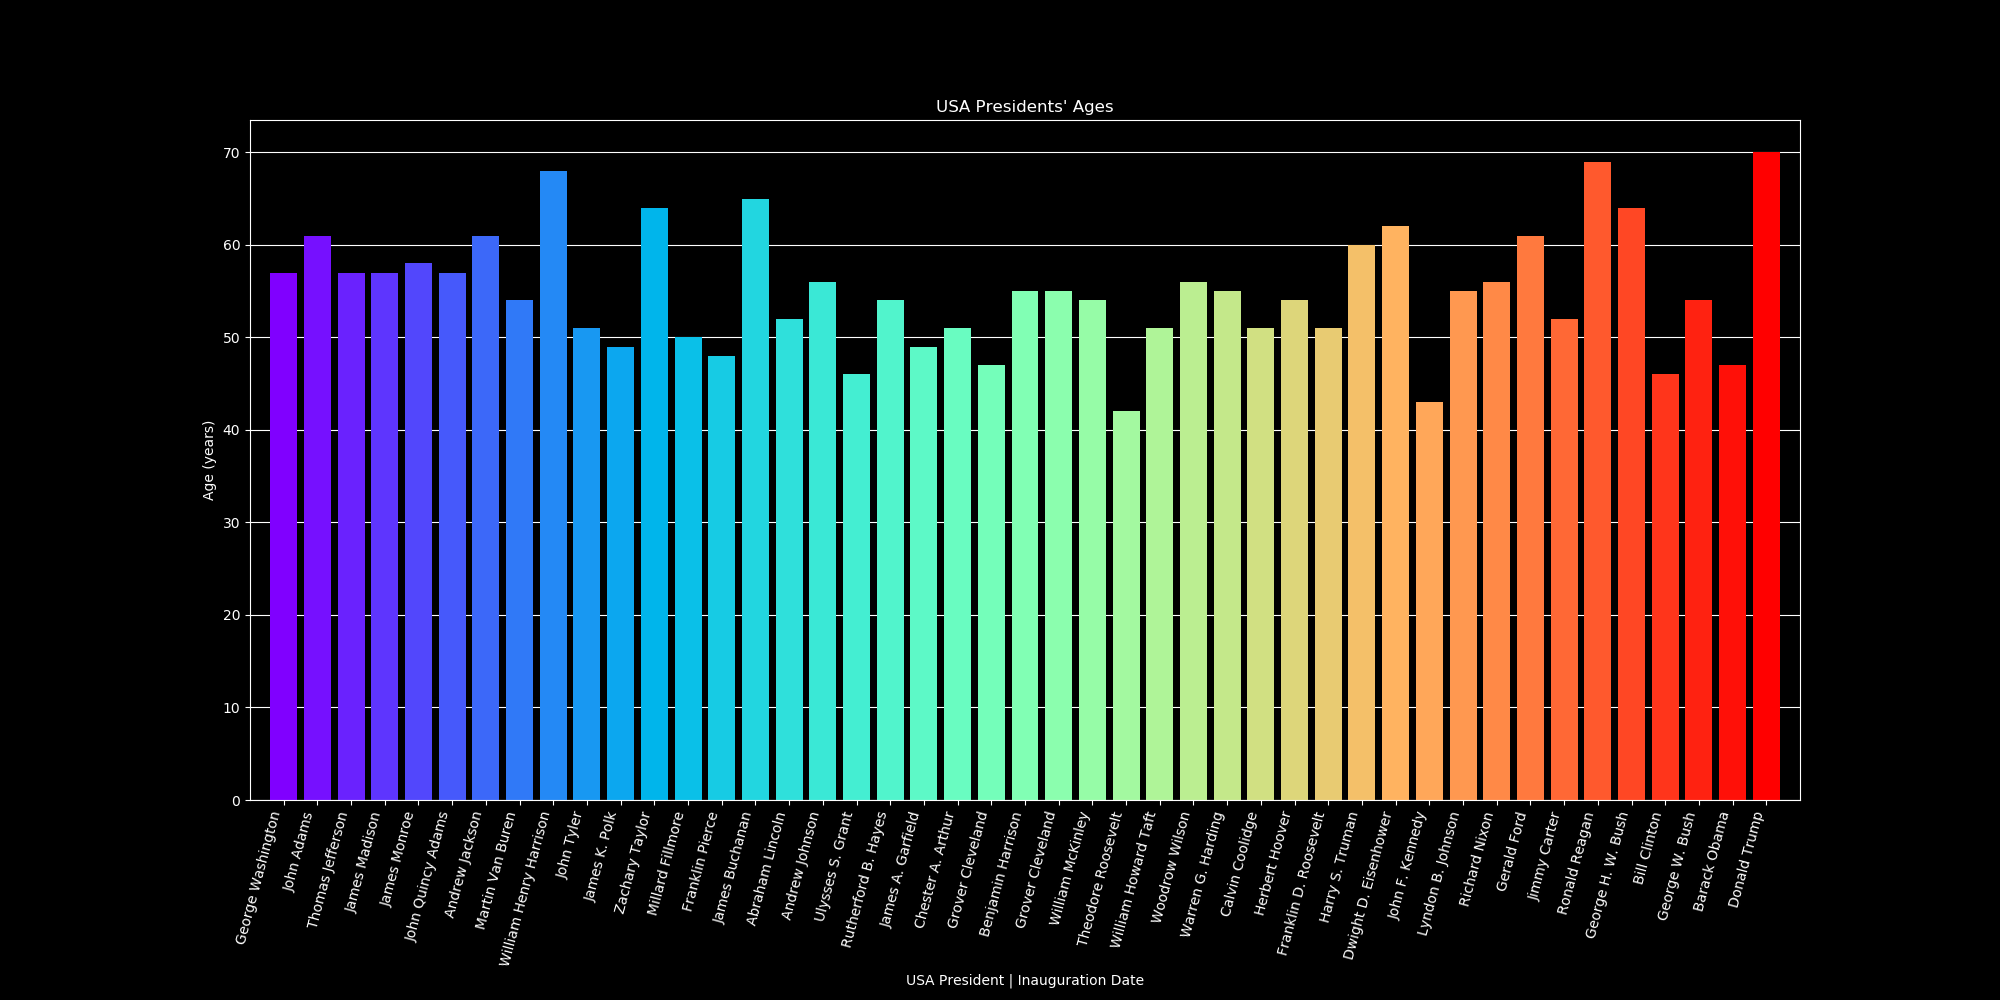 USA Presidents' Ages
70
60
50
40
30
20
10
0
Age (years)
George Washington
John Adams
Thomas Jefferson
James Madison
James Monroe
John Quincy Adams
Andrew Jackson
Martin Van Buren
William Henry Harrison
John Tyler
James K. Polk
Zachary Taylor
Millard Fillmore
Franklin Pierce
James Buchanan
Abraham Lincoln
Andrew Johnson
Ulysses S. Grant
Rutherford B. Hayes
James A. Garfield
Chester A. Arthur
Grover Cleveland
Benjamin Harrison
Grover Cleveland
William McKinley
Theodore Roosevelt
William Howard Taft
Woodrow Wilson
Warren G. Harding
Calvin Coolidge
Herbert Hoover
Franklin D. Roosevelt
Harry S. Truman
Dwight D. Eisenhower
John F. Kennedy
Lyndon B. Johnson
Richard Nixon
Gerald Ford
Jimmy Carter
Ronald Reagan
George H. W. Bush
Bill Clinton
George W. Bush
Barack Obama
Donald Trump
USA President | Inauguration Date